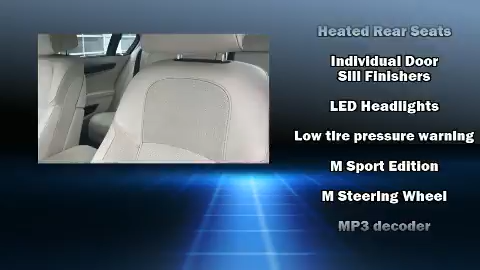 Heated Rear Seats
Individual Door
Sill Finishers
LED Headlights
Low tire pressure warning
M Sport Edition
M Steering Wheel
MP3 decoder